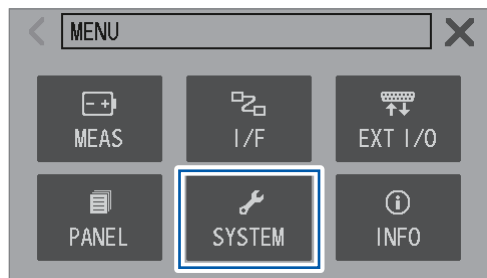 MENU
MEAS
I/F
EXT I/O
PANEL
SYSTEM
INFO